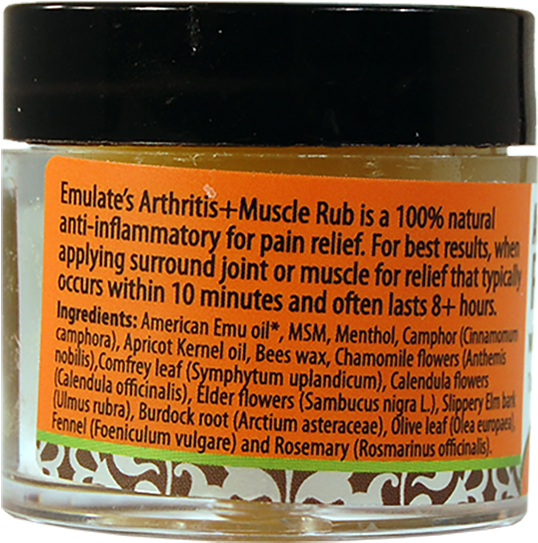 Emulate's Arthritis+Muscle Rub is a 100% natural
anti-inflammatory for pain relief. For best results, when
applying surround joint or muscle for relief that typically
occurs within 10 minutes and often lasts 8+ hours.
Ingredients: American Emu oil*, MSM, Menthol, Camphor (Cinnamomum
camphora), Apricot Kernel oil, Bees wax, Chamomile flowers (Anthemis
nobilis),Comfrey leaf (Symphytum uplandicum), Calendula flowers
(Calendula officinalis), Elder flowers (Sambucus nigra L.), Slippery Elm bark
(Ulmus rubra), Burdock root (Arctium asteraceae), Olive leaf (Olea europaea),
Fennel (Foeniculum vulgare) and Rosemary (Rosmarinus officinalis).